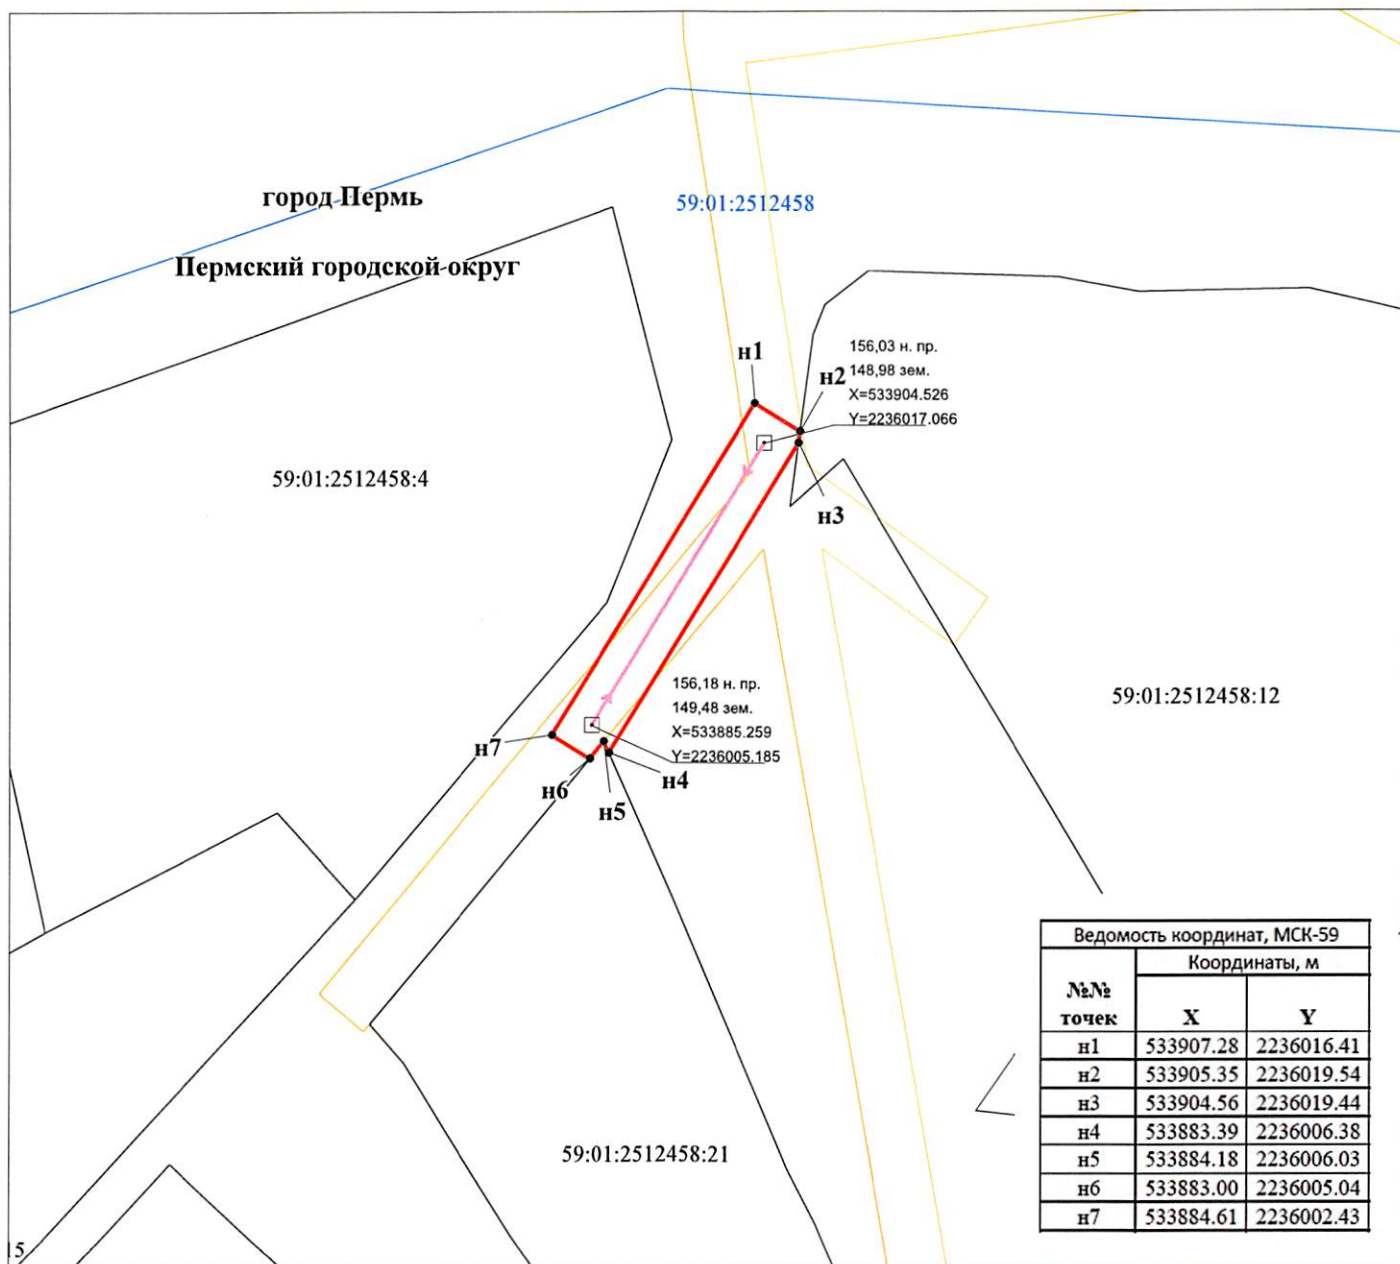 город Пермь
59:01:2512458
Пермский городской округ
н1
156,03 н. пр.
н2
148,98 зем.
X=533904.526
Y=2236017.066
59:01:2512458:4
н3
156,18 н. пр.
149,48 зем.
X=533885.259
Y=2236005.185
59:01:2512458:12
н7
н4
н6
н5
Ведомость координат, МСК-59
№№ точек Координаты, м
X Y
н1 533907.28 2236016.41
н2 533905.35 2236019.54
н3 533904.56 2236019.44
н4 533883.39 2236006.38
н5 533884.18 2236006.03
н6 533883.00 2236005.04
н7 533884.61 2236002.43
59:01:2512458:21
15